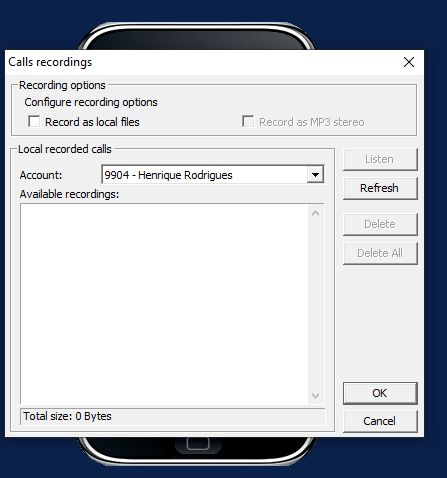 Calls recordings
Recording options
Configure recording options
Record as local files
Record as MP3 stereo
Local recorded calls
Listen
Account:
9904 - Henrique Rodrigues
Refresh
Available recordings:
Delete
Delete All
OK
Total size: 0 Bytes
Cancel